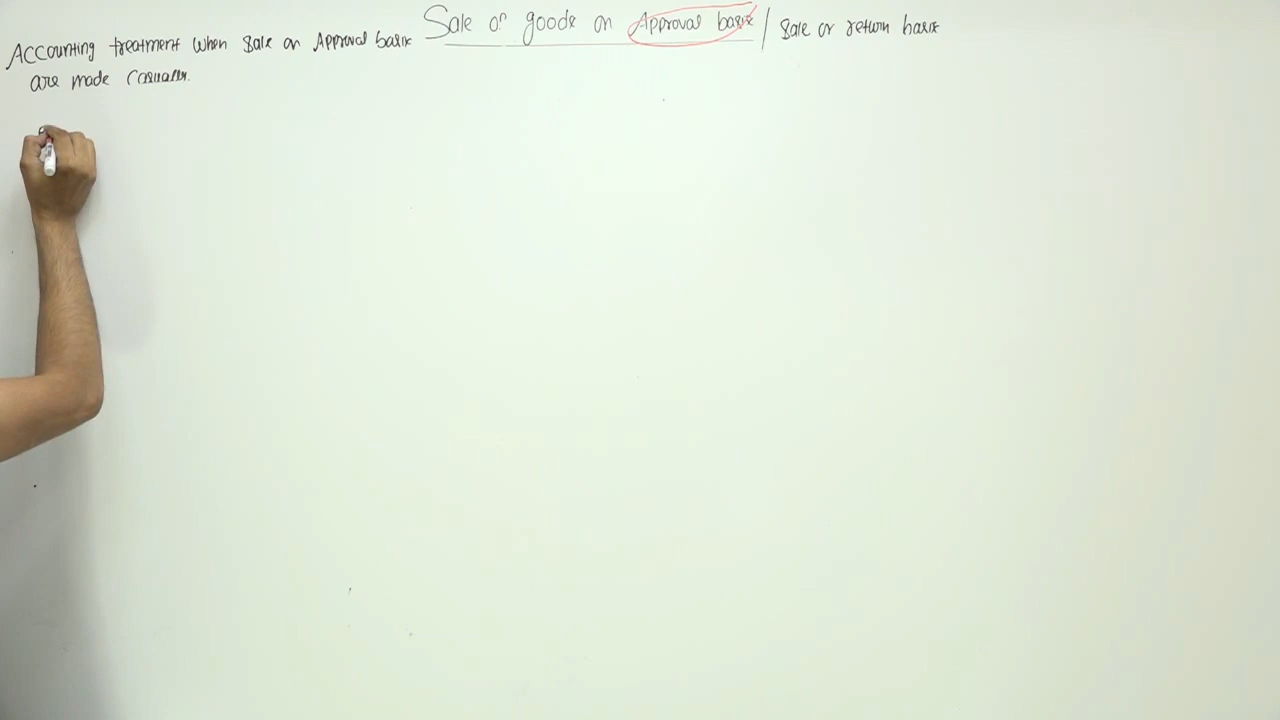 Sale of goods on Approval basis / Sale or return basis
Accounting treatment when sale on Approval basis
are made casually.